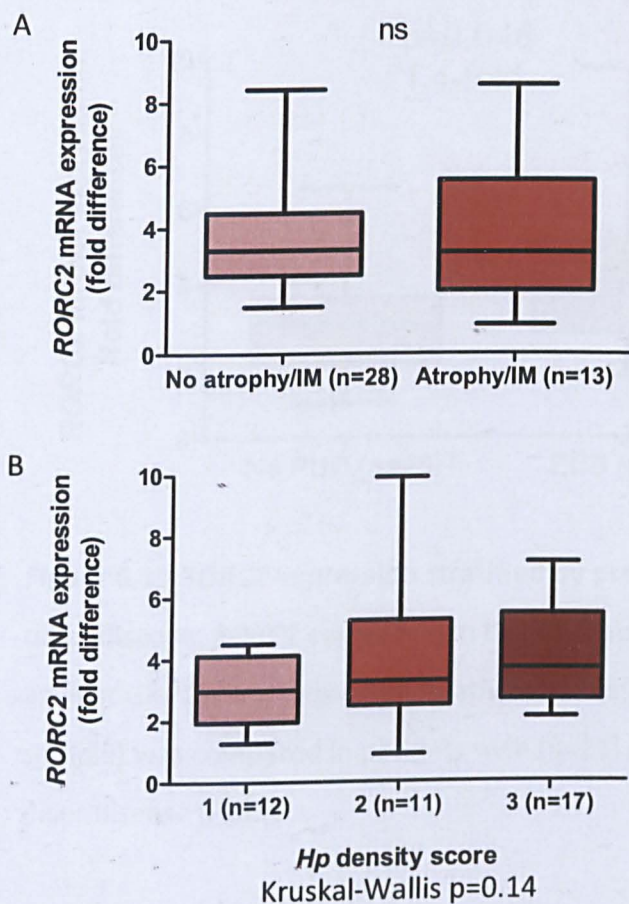 A
ns
RORC2 mRNA expression
(fold difference)
10
8
6
4
2
0
No atrophy/IM (n=28) Atrophy/IM (n=13)
B
RORC2 mRNA expression
(fold difference)
10
8
6
4
2
0
1 (n=12) 2 (n=11) 3 (n=17)
Hp density score
Kruskal-Wallis p=0.14